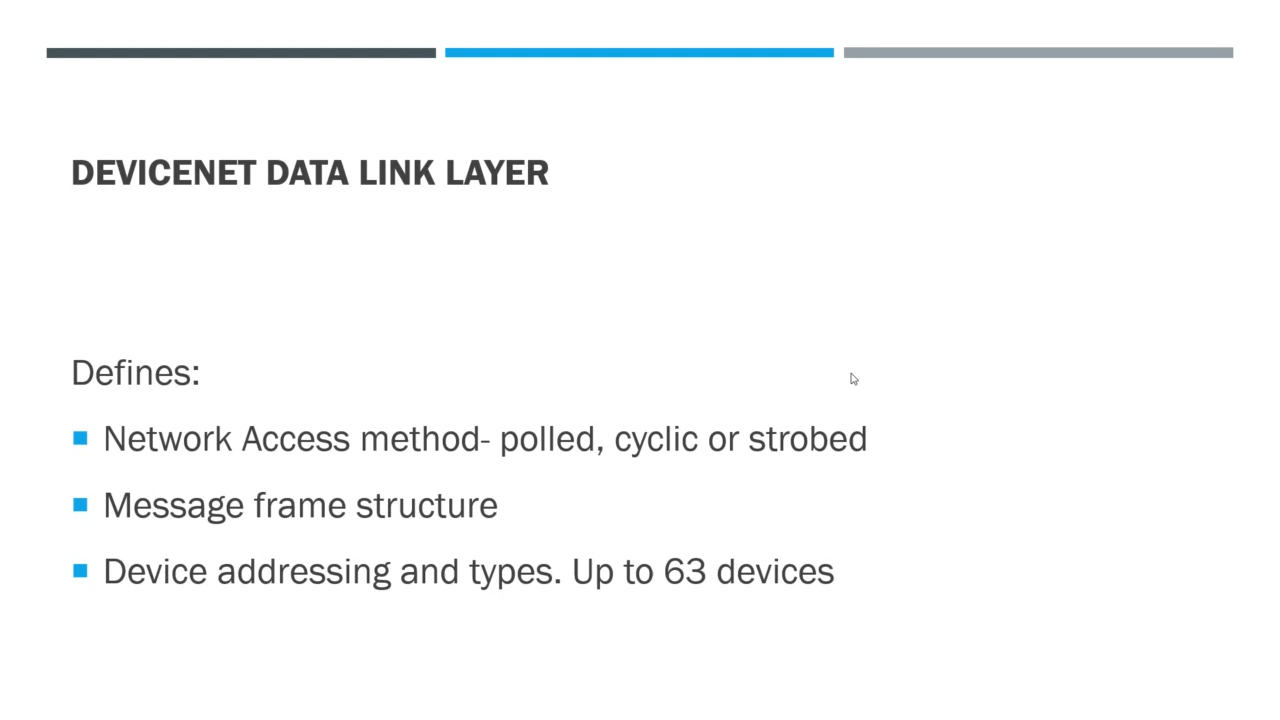 DEVICENET DATA LINK LAYER
Defines:
Network Access method- polled, cyclic or strobed
Message frame structure
Device addressing and types. Up to 63 devices